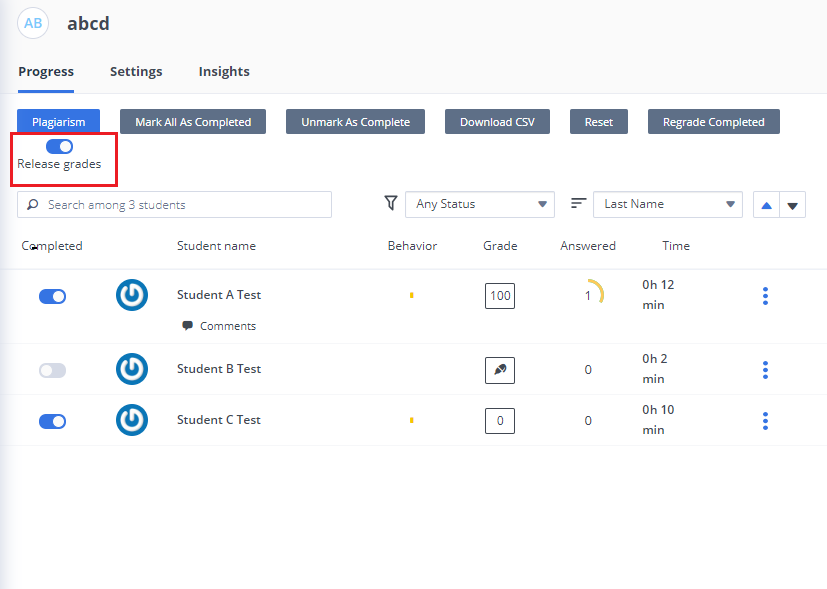 AB abcd
Progress Settings Insights
Plagiarism Mark All As Completed Unmark As Complete Download CSV Reset Regrade Completed
Release grades
Search among 3 students Any Status Last Name
Completed Student name Behavior Grade Answered Time
Student A Test 100 1 0h 12
min
Comments
Student B Test 0 0h 2
min
Student C Test 0 0 0h 10
min